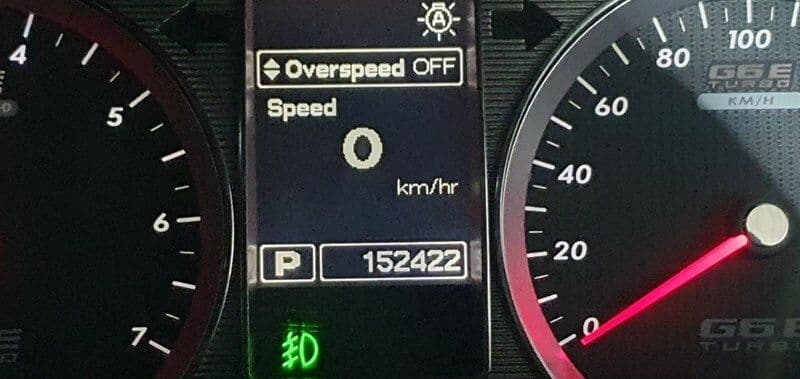 A
Overspeed OFF
Speed
0
km/hr
P 152422
4
5
6
7
100
80
60
40
20
0
G6E
TURBO
KM/H
G6E
TURBO